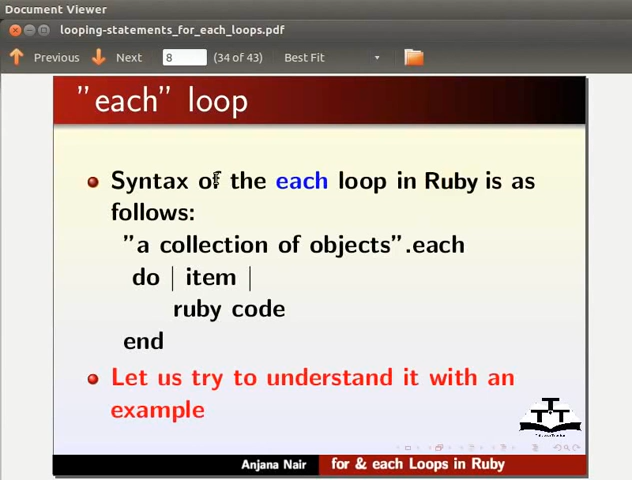 Document Viewer
looping-statements_for_each_loops.pdf
Previous Next 8 (34 of 43) Best Fit
"each" loop
Syntax of the each loop in Ruby is as
follows:
"a collection of objects".each
do | item |
ruby code
end
Let us try to understand it with an
example
Anjana Nair for & each Loops in Ruby